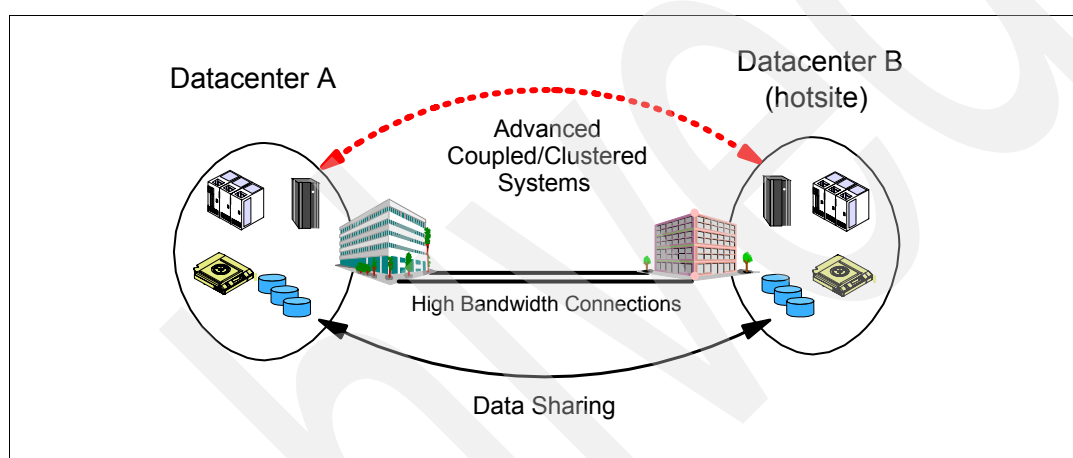 Datacenter A
Datacenter B
(hotsite)
Advanced
Coupled/Clustered
Systems
High Bandwidth Connections
Data Sharing